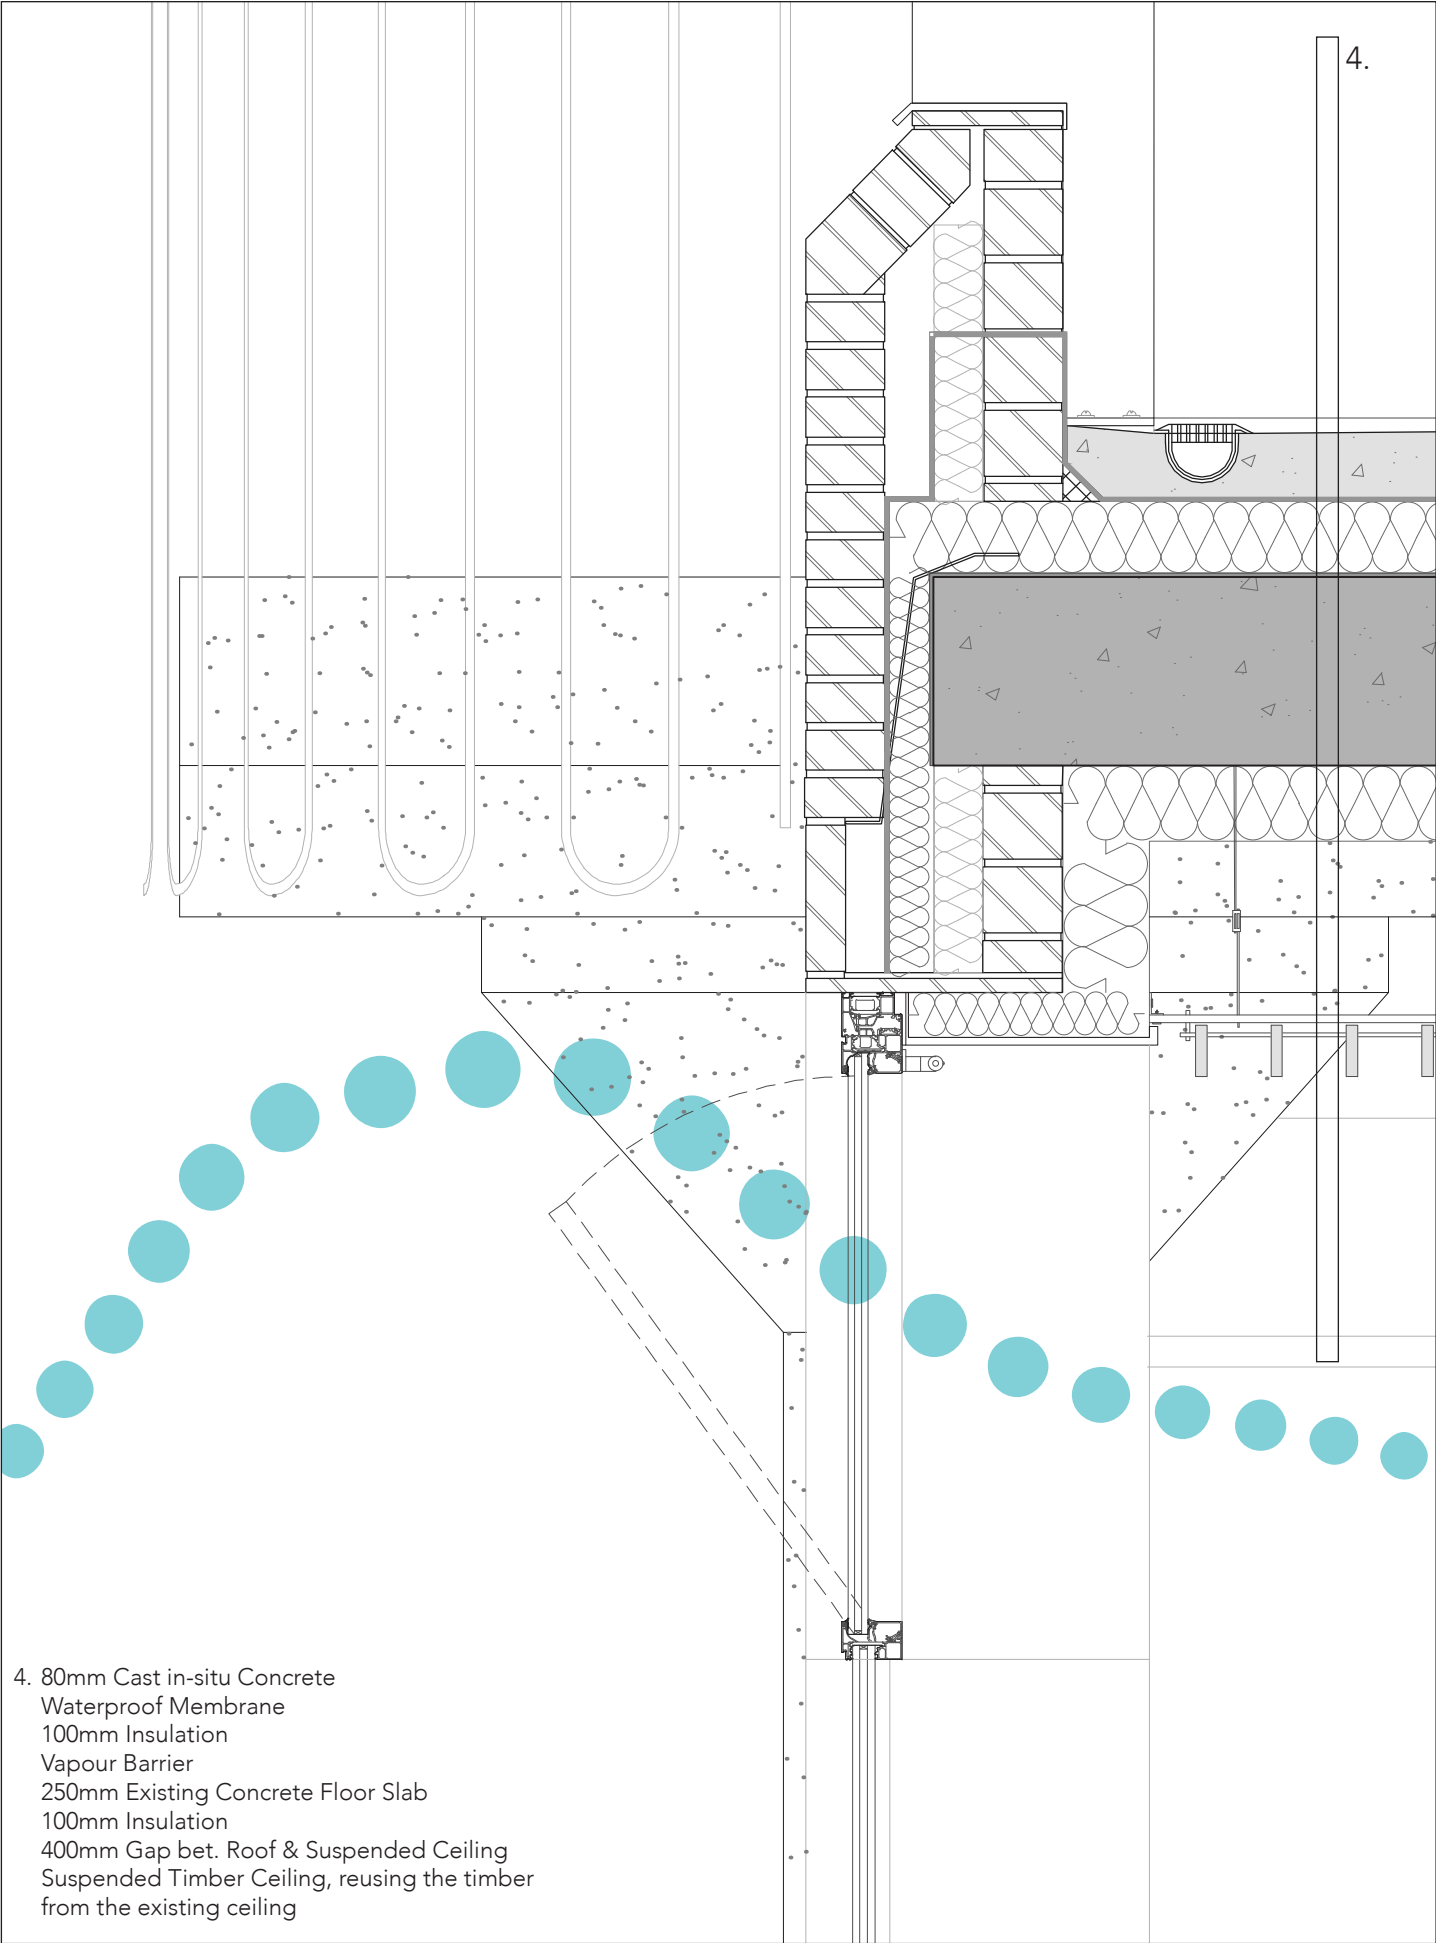 4.
4. 80mm Cast in-situ Concrete
Waterproof Membrane
100mm Insulation
Vapour Barrier
250mm Existing Concrete Floor Slab
100mm Insulation
400mm Gap bet. Roof & Suspended Ceiling
Suspended Timber Ceiling, reusing the timber
from the existing ceiling